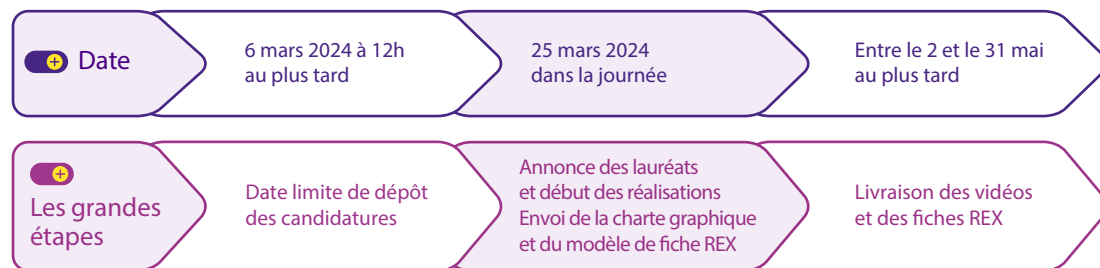 Date
6 mars 2024 à 12h
au plus tard
25 mars 2024
dans la journée
Entre le 2 et le 31 mai
au plus tard
Les grandes
étapes
Date limite de dépôt
des candidatures
Annonce des lauréats
et début des réalisations
Envoi de la charte graphique
et du modèle de fiche REX
Livraison des vidéos
et des fiches REX